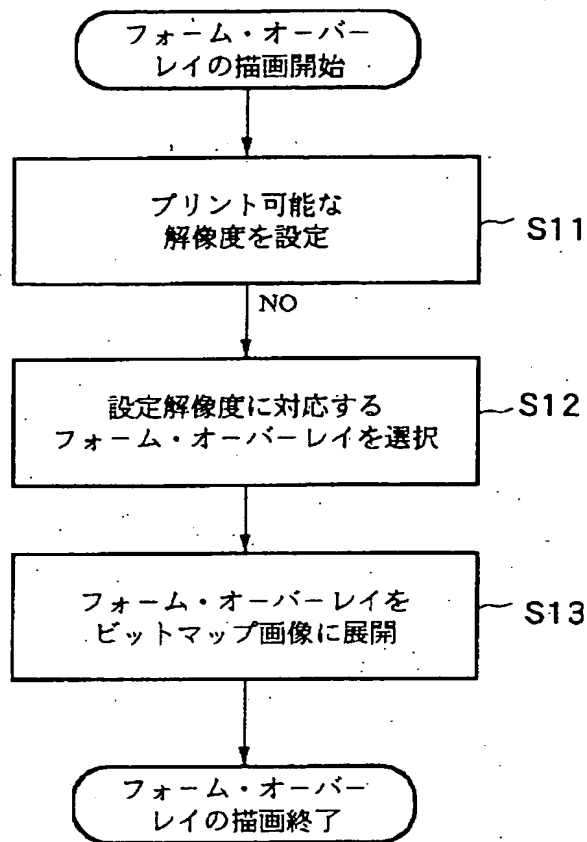 フォーム・オーバー
レイの描画開始
プリント可能な
解像度を設定
S11
NO
設定解像度に対応する
フォーム・オーバーレイを選択
S12
フォーム・オーバーレイを
ビットマップ画像に展開
S13
フォーム・オーバー
レイの描画終了